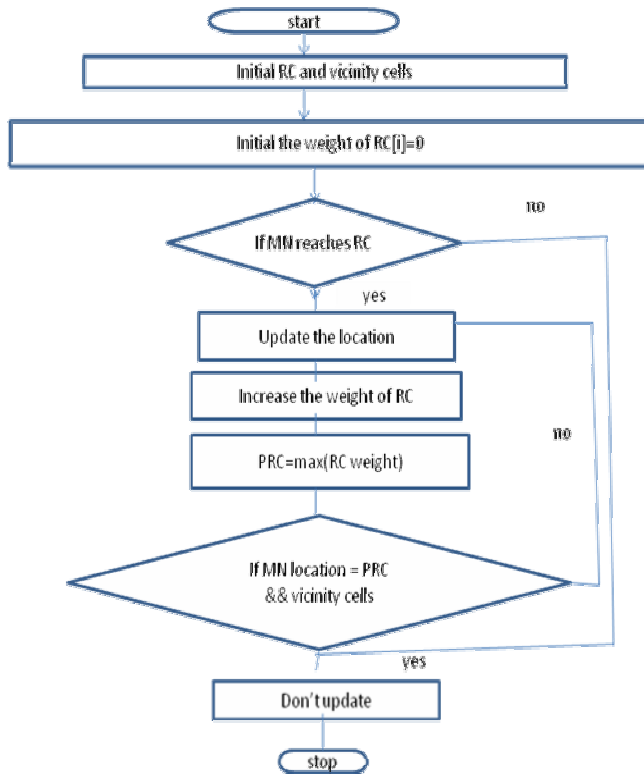 start
Initial RC and vicinity cells
Initial the weight of RC[i]=0
no
If MN reaches RC
yes
Update the location
Increase the weight of RC
no
PRC=max(RC weight)
If MN location = PRC
&& vicinity cells
yes
Don't update
stop